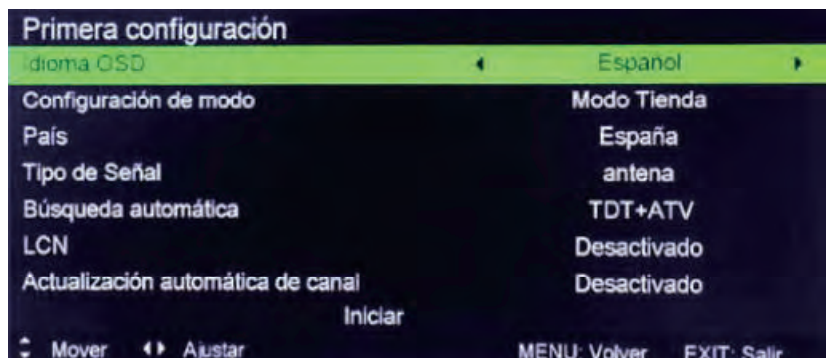 Primera configuración
Idioma OSD Español
Configuración de modo Modo Tienda
País España
Tipo de Señal antena
Búsqueda automática TDT+ATV
LCN Desactivado
Actualización automática de canal Desactivado
Iniciar
Mover Ajustar MENU: Volver EXIT: Salir